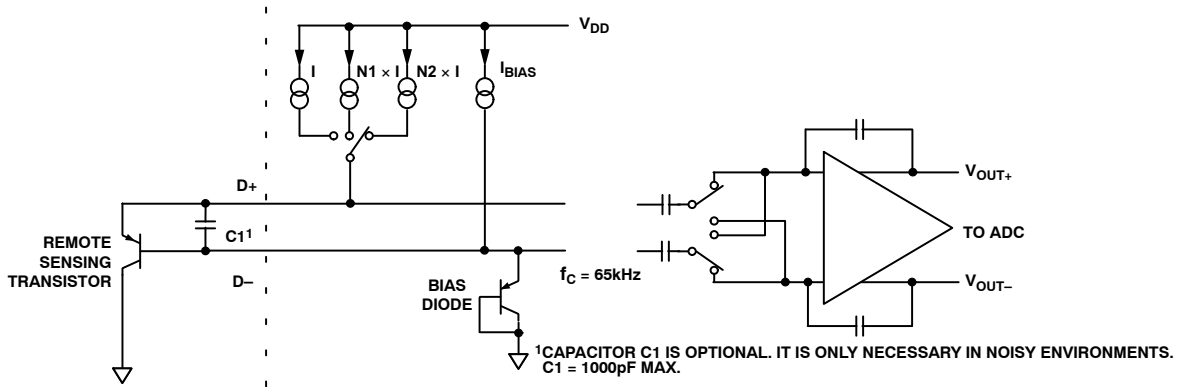 V_DD
I
N1 × I
N2 × I
I_BIAS
D+
C1¹
REMOTE
SENSING
TRANSISTOR
D–
BIAS
DIODE
f_C = 65kHz
V_OUT+
TO ADC
V_OUT–
¹CAPACITOR C1 IS OPTIONAL. IT IS ONLY NECESSARY IN NOISY ENVIRONMENTS.
C1 = 1000pF MAX.